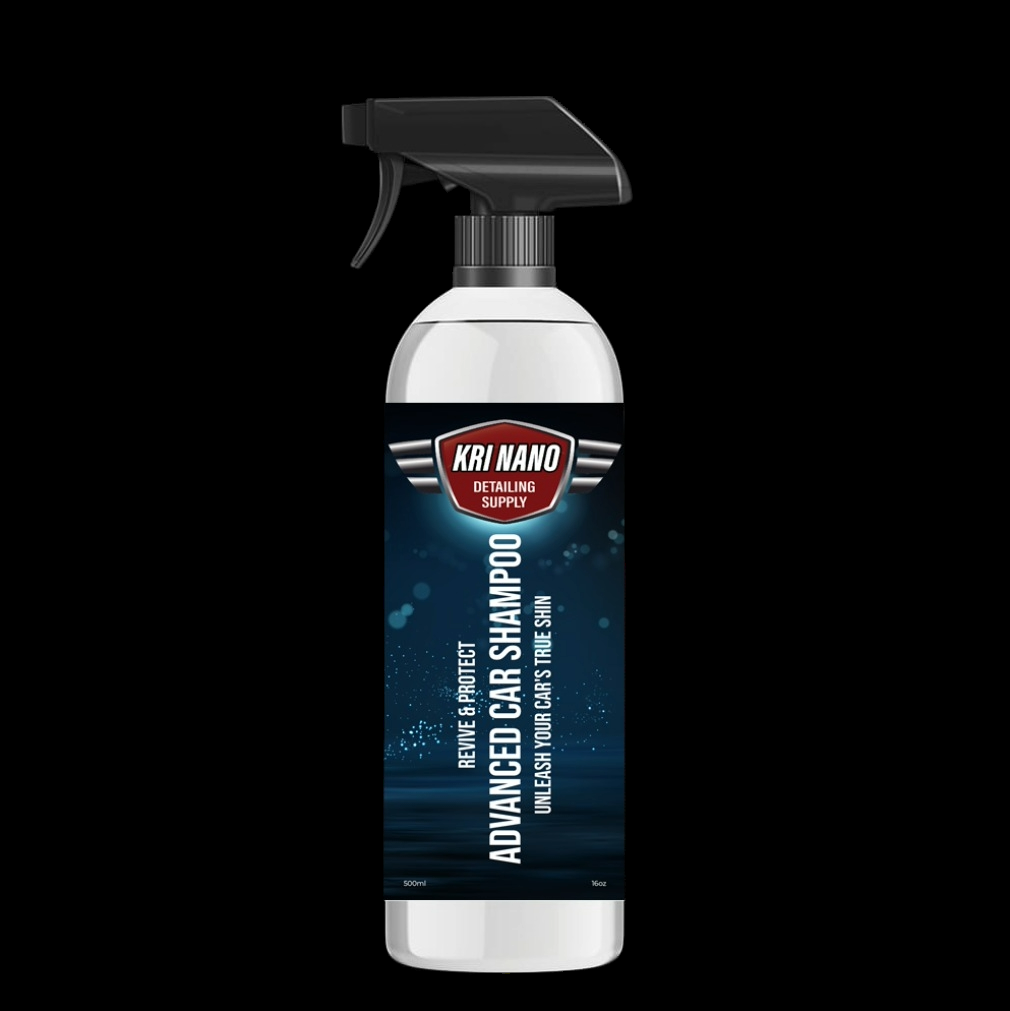 KRI NANO
DETAILING
SUPPLY
REVIVE & PROTECT
ADVANCED CAR SHAMPOO
UNLEASH YOUR CAR'S TRUE SHIN
500ml
16oz